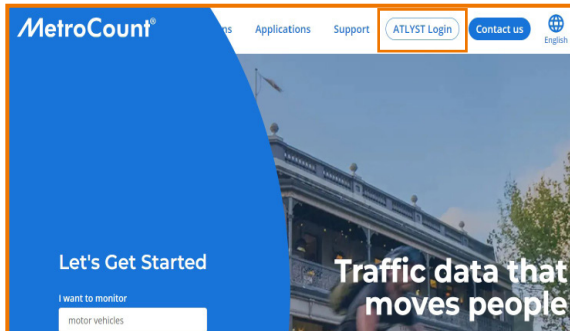 MetroCount®
ns Applications Support ATLYST Login Contact us
English
Let's Get Started
Traffic data that
moves people
I want to monitor
motor vehicles